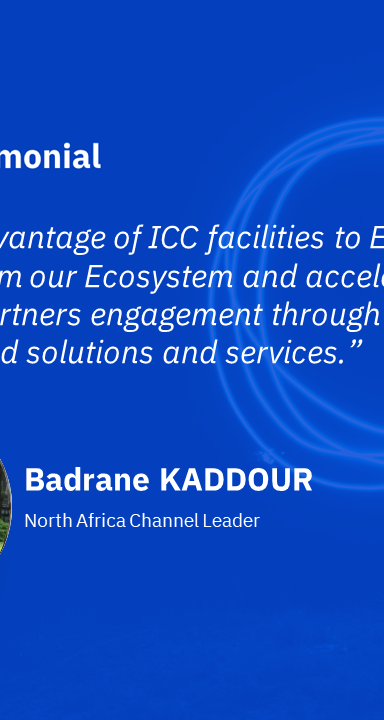 monial
vantage of ICC facilities to E
m our Ecosystem and accele
rtners engagement through
d solutions and services.”
Badrane KADDOUR
North Africa Channel Leader